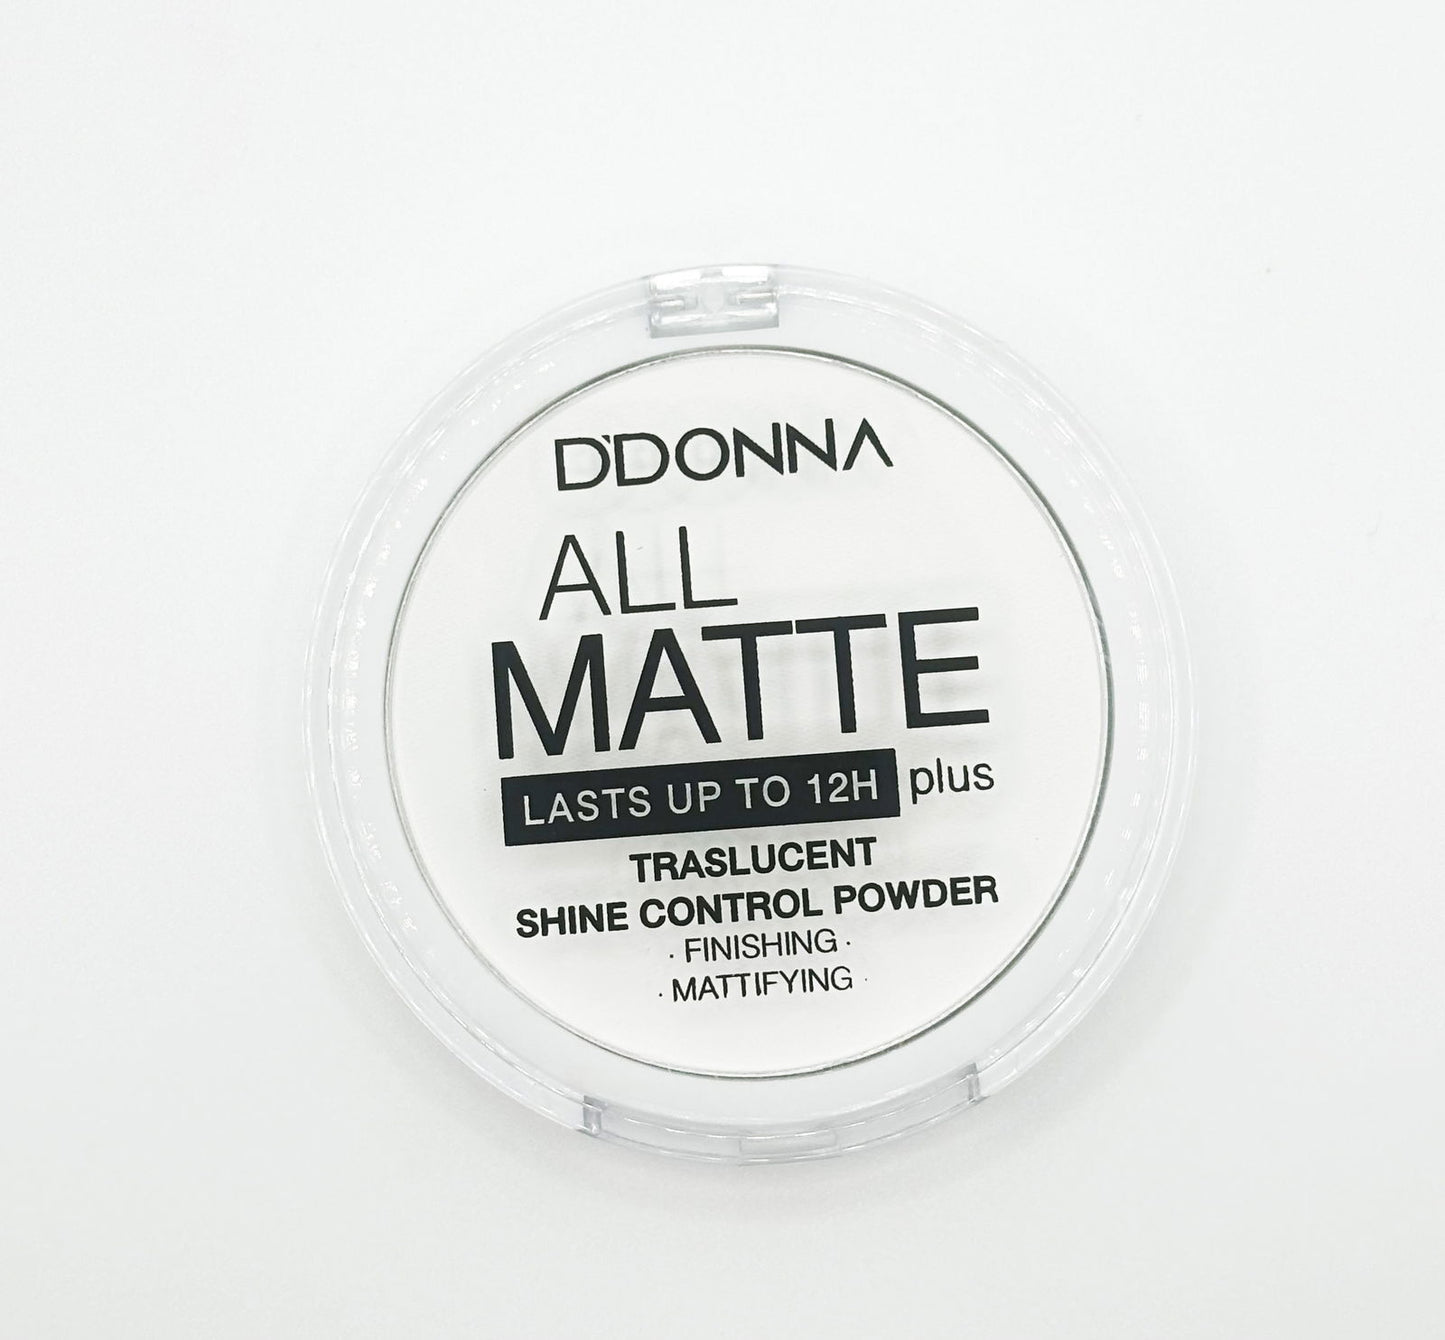 D'DONNA
ALL
MATTE
LASTS UP TO 12H plus
TRASLUCENT
SHINE CONTROL POWDER
· FINISHING ·
· MATTIFYING ·